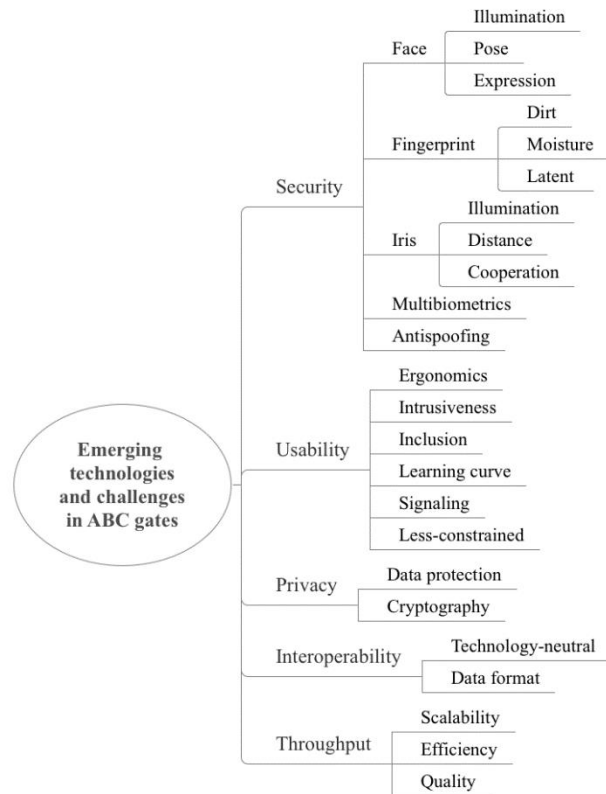 Emerging
technologies
and challenges
in ABC gates
Security
Face
Illumination
Pose
Expression
Fingerprint
Dirt
Moisture
Latent
Iris
Illumination
Distance
Cooperation
Multibiometrics
Antispoofing
Usability
Ergonomics
Intrusiveness
Inclusion
Learning curve
Signaling
Less-constrained
Privacy
Data protection
Cryptography
Interoperability
Technology-neutral
Data format
Throughput
Scalability
Efficiency
Quality